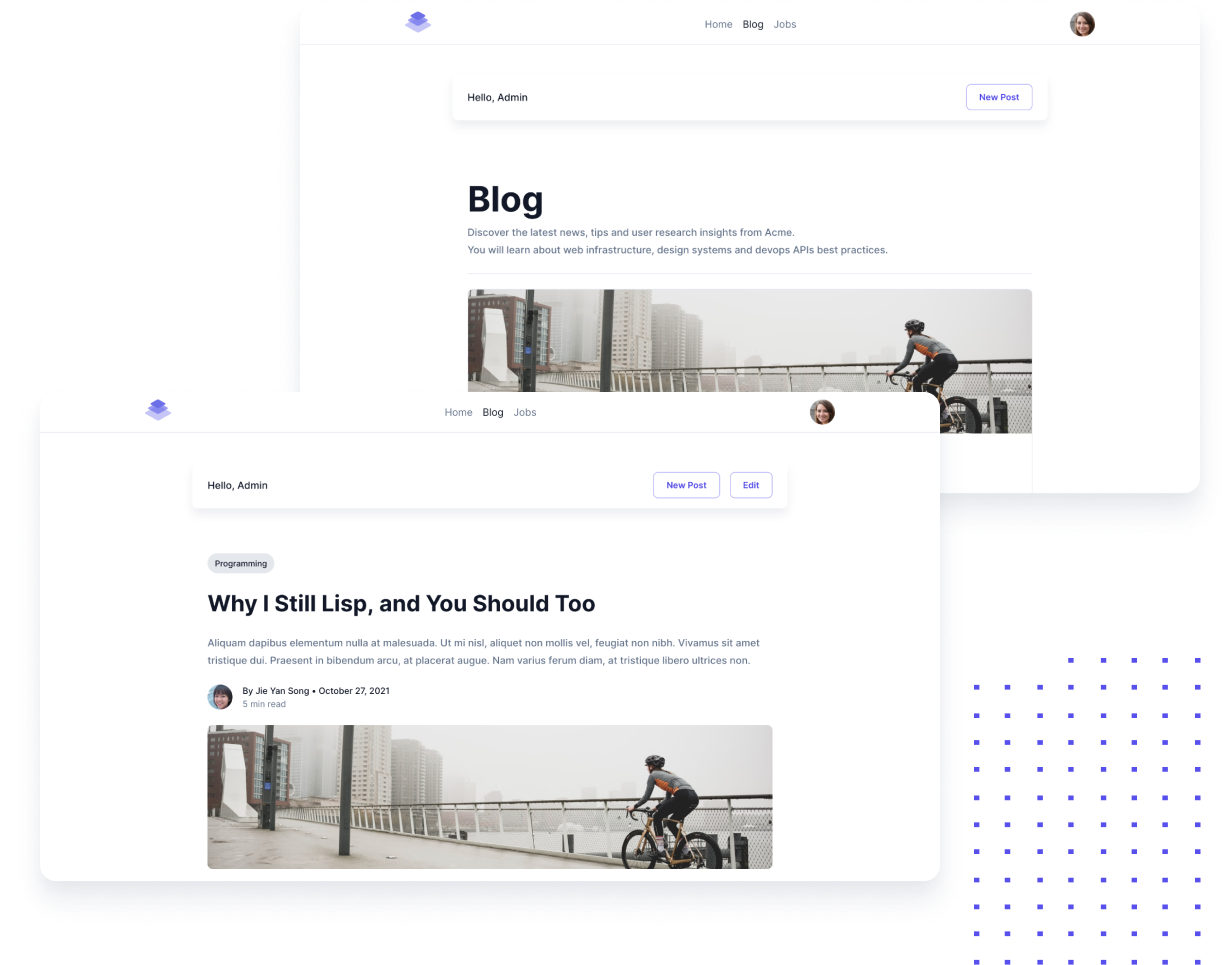 Home Blog Jobs
Hello, Admin
New Post
Blog
Discover the latest news, tips and user research insights from Acme.
You will learn about web infrastructure, design systems and devops APIs best practices.
Home Blog Jobs
Hello, Admin
New Post
Edit
Programming
Why I Still Lisp, and You Should Too
Aliquam dapibus elementum nulla at malesuada. Ut mi nisl, aliquet non mollis vel, feugiat non nibh. Vivamus sit amet
tristique dui. Praesent in bibendum arcu, at placerat augue. Nam varius ferum diam, at tristique libero ultrices non.
By Jie Yan Song • October 27, 2021
5 min read